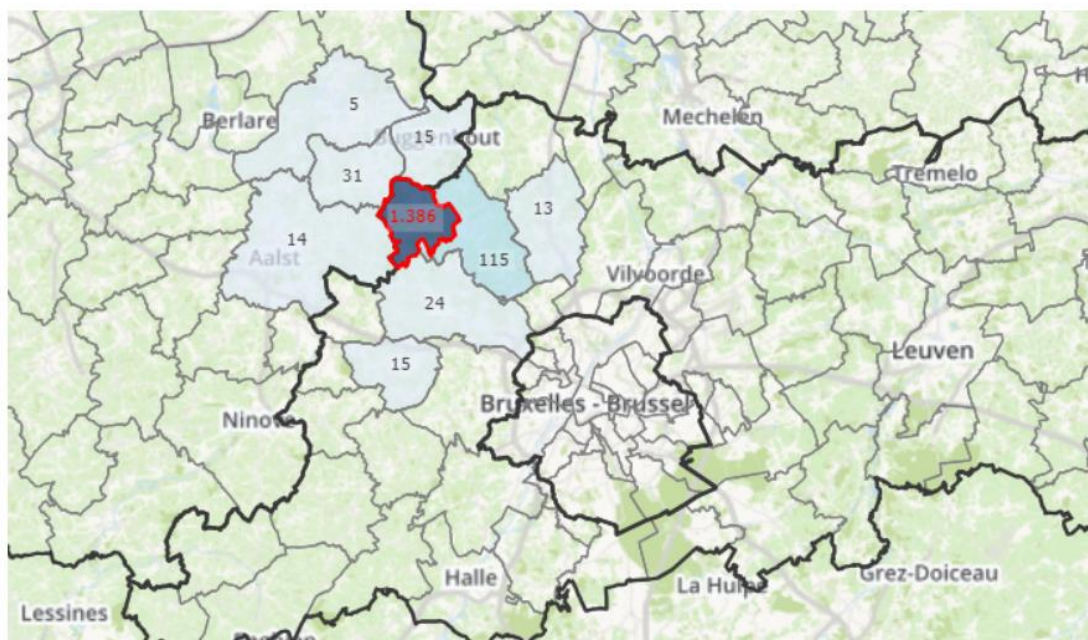 5
Berlare
Mechelen
15
Buggenhout
31
Tremelo
1.386
13
14
Aalst
115
Vilvoorde
24
Leuven
15
Bruxelles - Brussel
Ninove
Halle
Grez-Doiceau
La Hulpe
Lessines